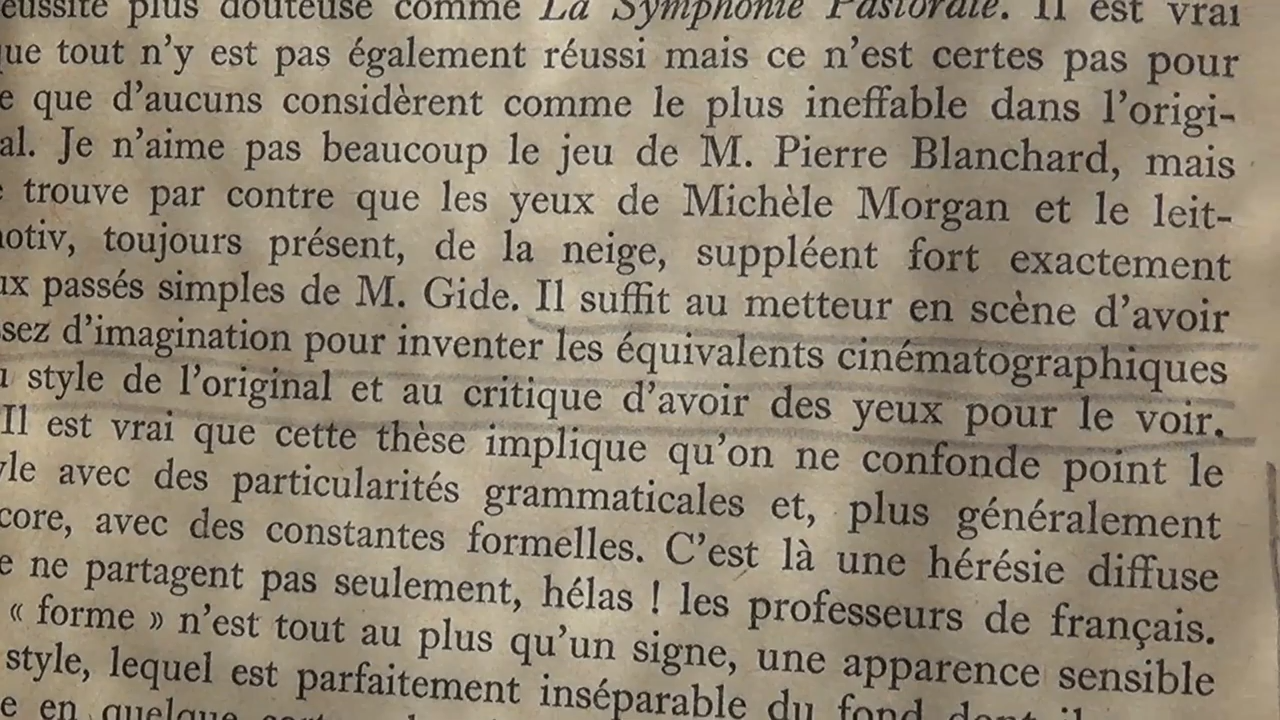 plus douteuse comme La Symphonie Pastorale. Il est vrai
tout n'y est pas également réussi mais ce n'est certes pas pour
que d'aucuns considèrent comme le plus ineffable dans l'origi-
al. Je n'aime pas beaucoup le jeu de M. Pierre Blanchard, mais
trouve par contre que les yeux de Michèle Morgan et le leit-
otiv, toujours présent, de la neige, suppléent fort exactement
ux passés simples de M. Gide. Il suffit au metteur en scène d'avoir
sez d'imagination pour inventer les équivalents cinématographiques
style de l'original et au critique d'avoir des yeux pour le voir.
Il est vrai que cette thèse implique qu'on ne confonde point le
yle avec des particularités grammaticales et, plus généralement
core, avec des constantes formelles. C'est là une hérésie diffuse
e ne partagent pas seulement, hélas ! les professeurs de français.
« forme » n'est tout au plus qu'un signe, une apparence sensible
style, lequel est parfaitement inséparable du fond dont il
e en quelque